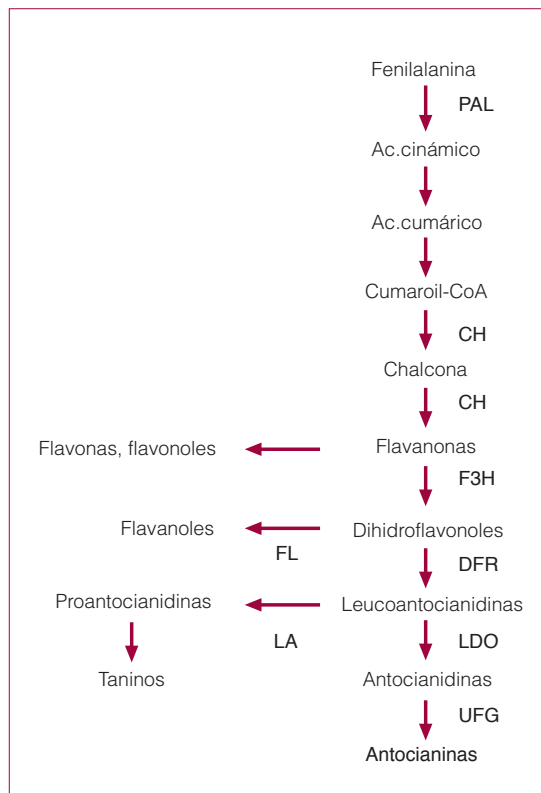 Fenilalanina
PAL
Ac.cinámico
Ac.cumárico
Cumaroil-CoA
CH
Chalcona
CH
Flavonas, flavonoles
Flavanonas
F3H
Flavanoles
Dihidroflavonoles
FL
DFR
Proantocianidinas
Leucoantocianidinas
LA
LDO
Taninos
Antocianidinas
UFG
Antocianinas